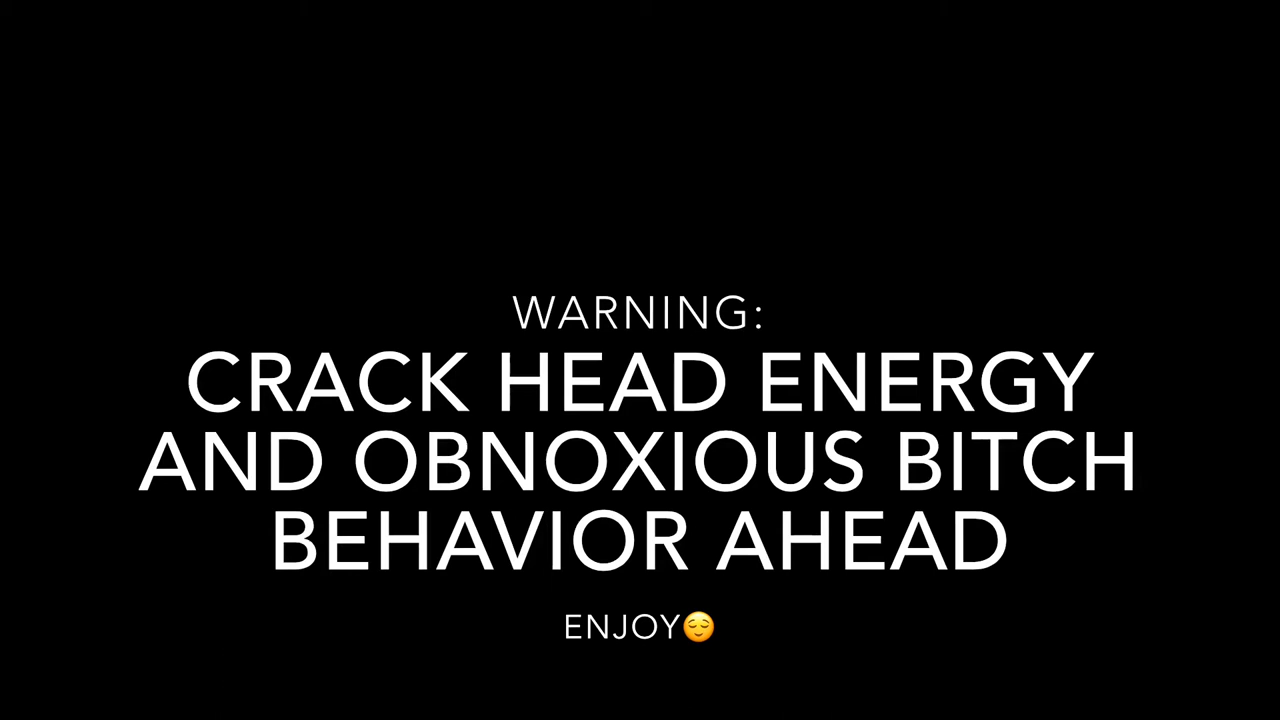 WARNING:
CRACK HEAD ENERGY
AND OBNOXIOUS BITCH
BEHAVIOR AHEAD
ENJOY😌